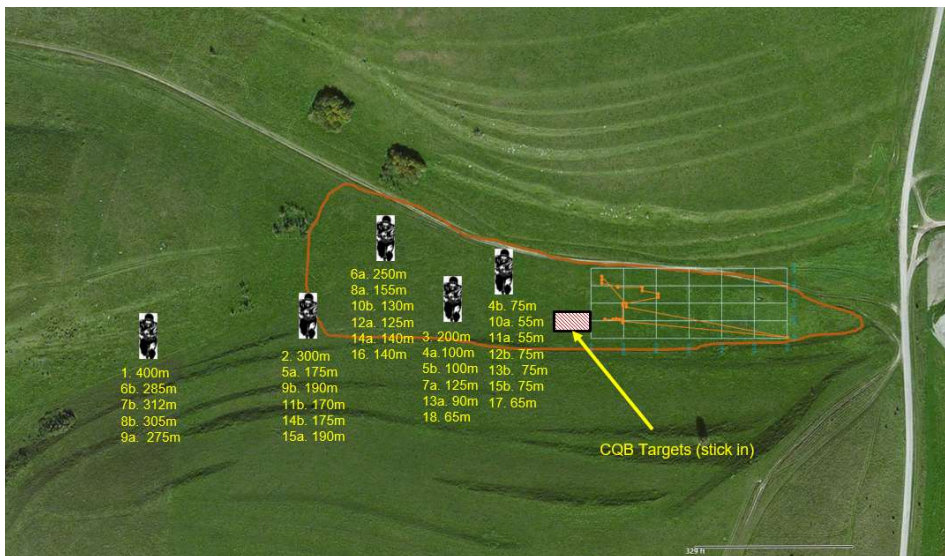 1. 400m
6b. 285m
7b. 312m
8b. 305m
9a. 275m
2. 300m
5a. 175m
9b. 190m
11b. 170m
14b. 175m
15a. 190m
6a. 250m
8a. 155m
10b. 130m
12a. 125m
14a. 140m
16. 140m
3. 200m
4a.100m
5b. 100m
7a. 125m
13a. 90m
18. 65m
4b. 75m
10a. 55m
11a. 55m
12b. 75m
13b. 75m
15b. 75m
17. 65m
CQB Targets (stick in)
329 ft